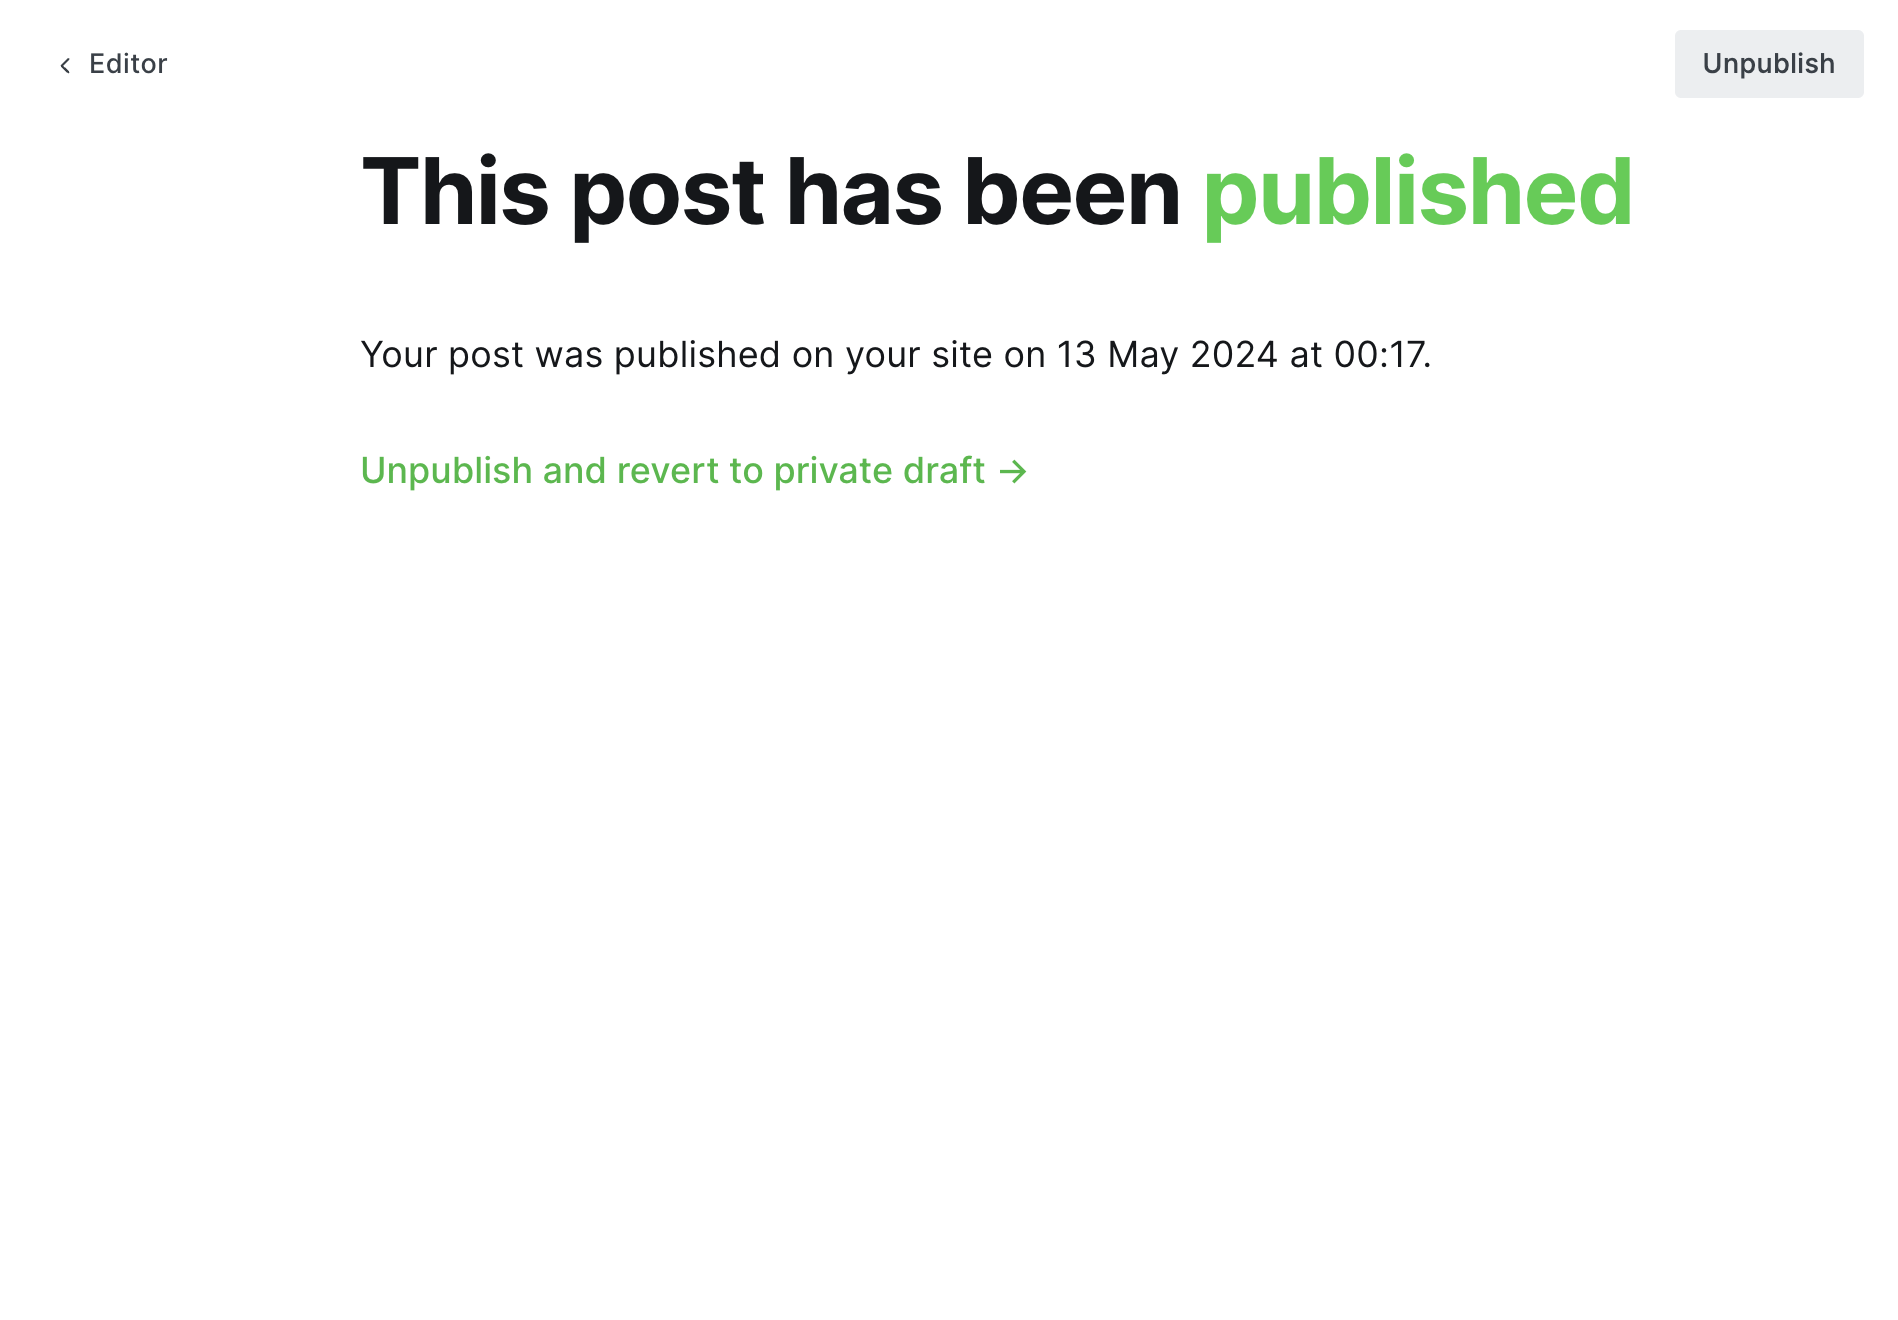 Editor
Unpublish
This post has been published
Your post was published on your site on 13 May 2024 at 00:17.
Unpublish and revert to private draft →